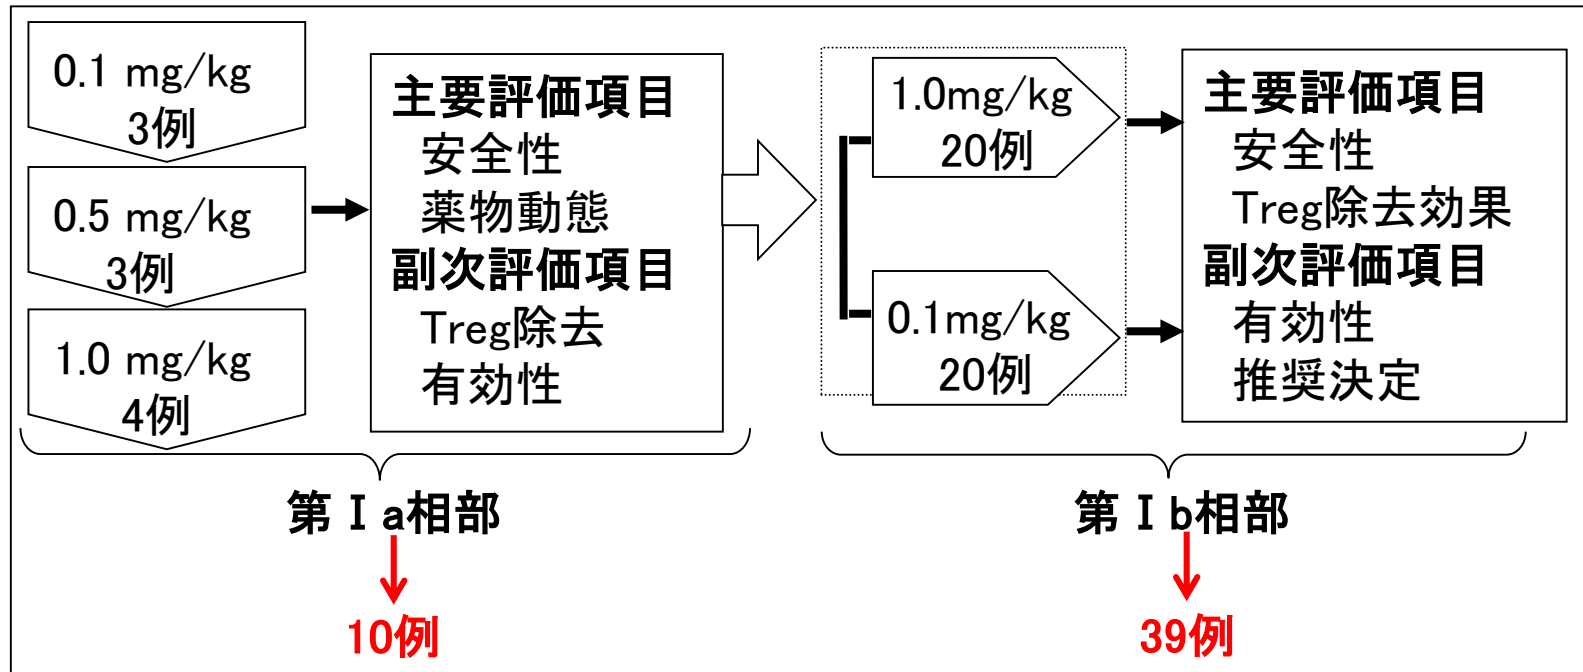 0.1 mg/kg
3例
0.5 mg/kg
3例
1.0 mg/kg
4例
主要評価項目
安全性
薬物動態
副次評価項目
Treg除去
有効性
第Ⅰa相部
10例
1.0mg/kg
20例
0.1mg/kg
20例
主要評価項目
安全性
Treg除去効果
副次評価項目
有効性
推奨決定
第Ⅰb相部
39例